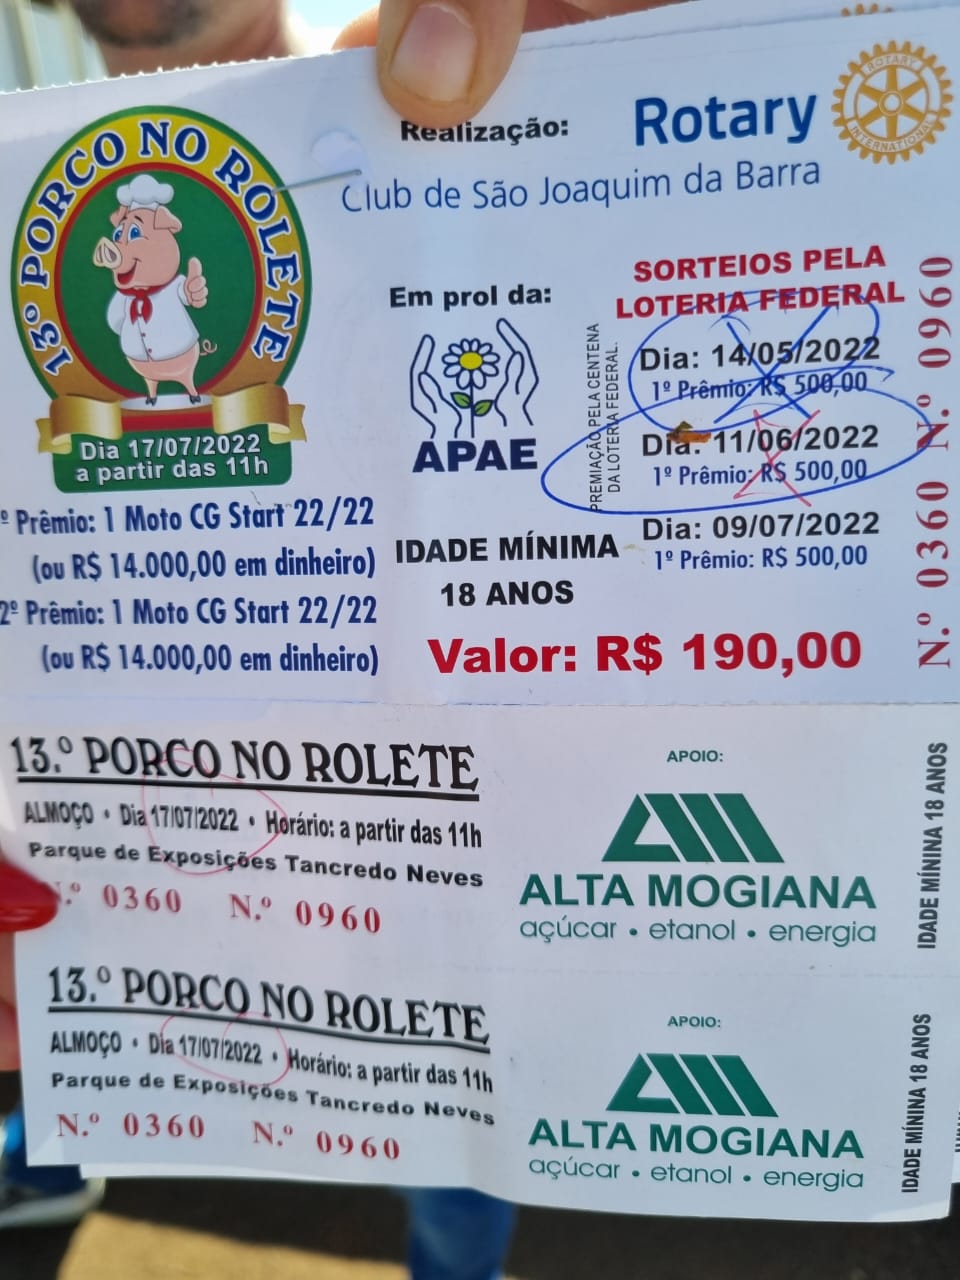 13º PORCO NO ROLETE
Dia 17/07/2022
a partir das 11h
Realização:
Rotary
ROTARY
INTERNATIONAL
Club de São Joaquim da Barra
Em prol da:
APAE
SORTEIOS PELA
LOTERIA FEDERAL
PREMIAÇÃO PELA CENTENA
DA LOTERIA FEDERAL.
Dia: 14/05/2022
1º Prêmio: R$ 500,00
Dia: 11/06/2022
1º Prêmio: R$ 500,00
Dia: 09/07/2022
1º Prêmio: R$ 500,00
º Prêmio: 1 Moto CG Start 22/22
(ou R$ 14.000,00 em dinheiro)
2º Prêmio: 1 Moto CG Start 22/22
(ou R$ 14.000,00 em dinheiro)
IDADE MÍNIMA
18 ANOS
Valor: R$ 190,00
N.º 0360 N.º 0960
13.º PORCO NO ROLETE
ALMOÇO • Dia 17/07/2022 • Horário: a partir das 11h
Parque de Exposições Tancredo Neves
N.º 0360 N.º 0960
APOIO:
ALTA MOGIANA
açúcar • etanol • energia
IDADE MÍNINA 18 ANOS
13.º PORCO NO ROLETE
ALMOÇO • Dia 17/07/2022 • Horário: a partir das 11h
Parque de Exposições Tancredo Neves
N.º 0360 N.º 0960
APOIO:
ALTA MOGIANA
açúcar • etanol • energia
IDADE MÍNINA 18 ANOS